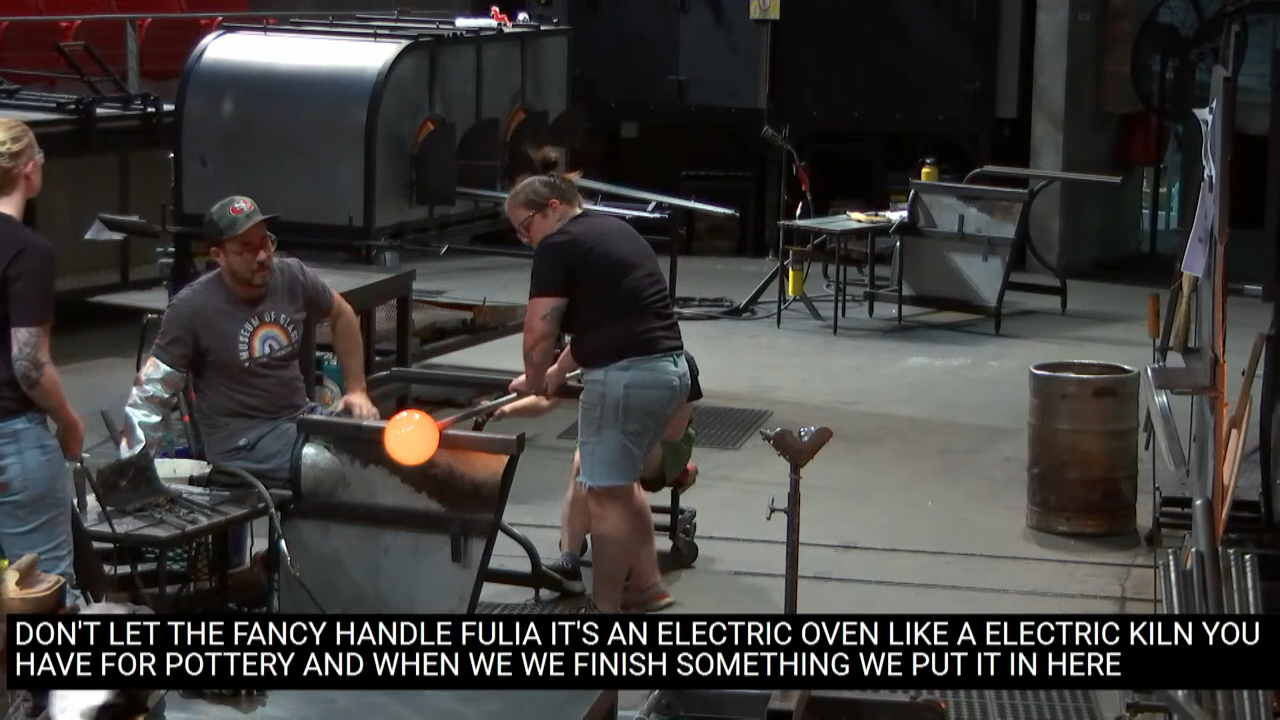 MUSEUM OF GLASS
DON'T LET THE FANCY HANDLE FULIA IT'S AN ELECTRIC OVEN LIKE A ELECTRIC KILN YOU
HAVE FOR POTTERY AND WHEN WE WE FINISH SOMETHING WE PUT IT IN HERE